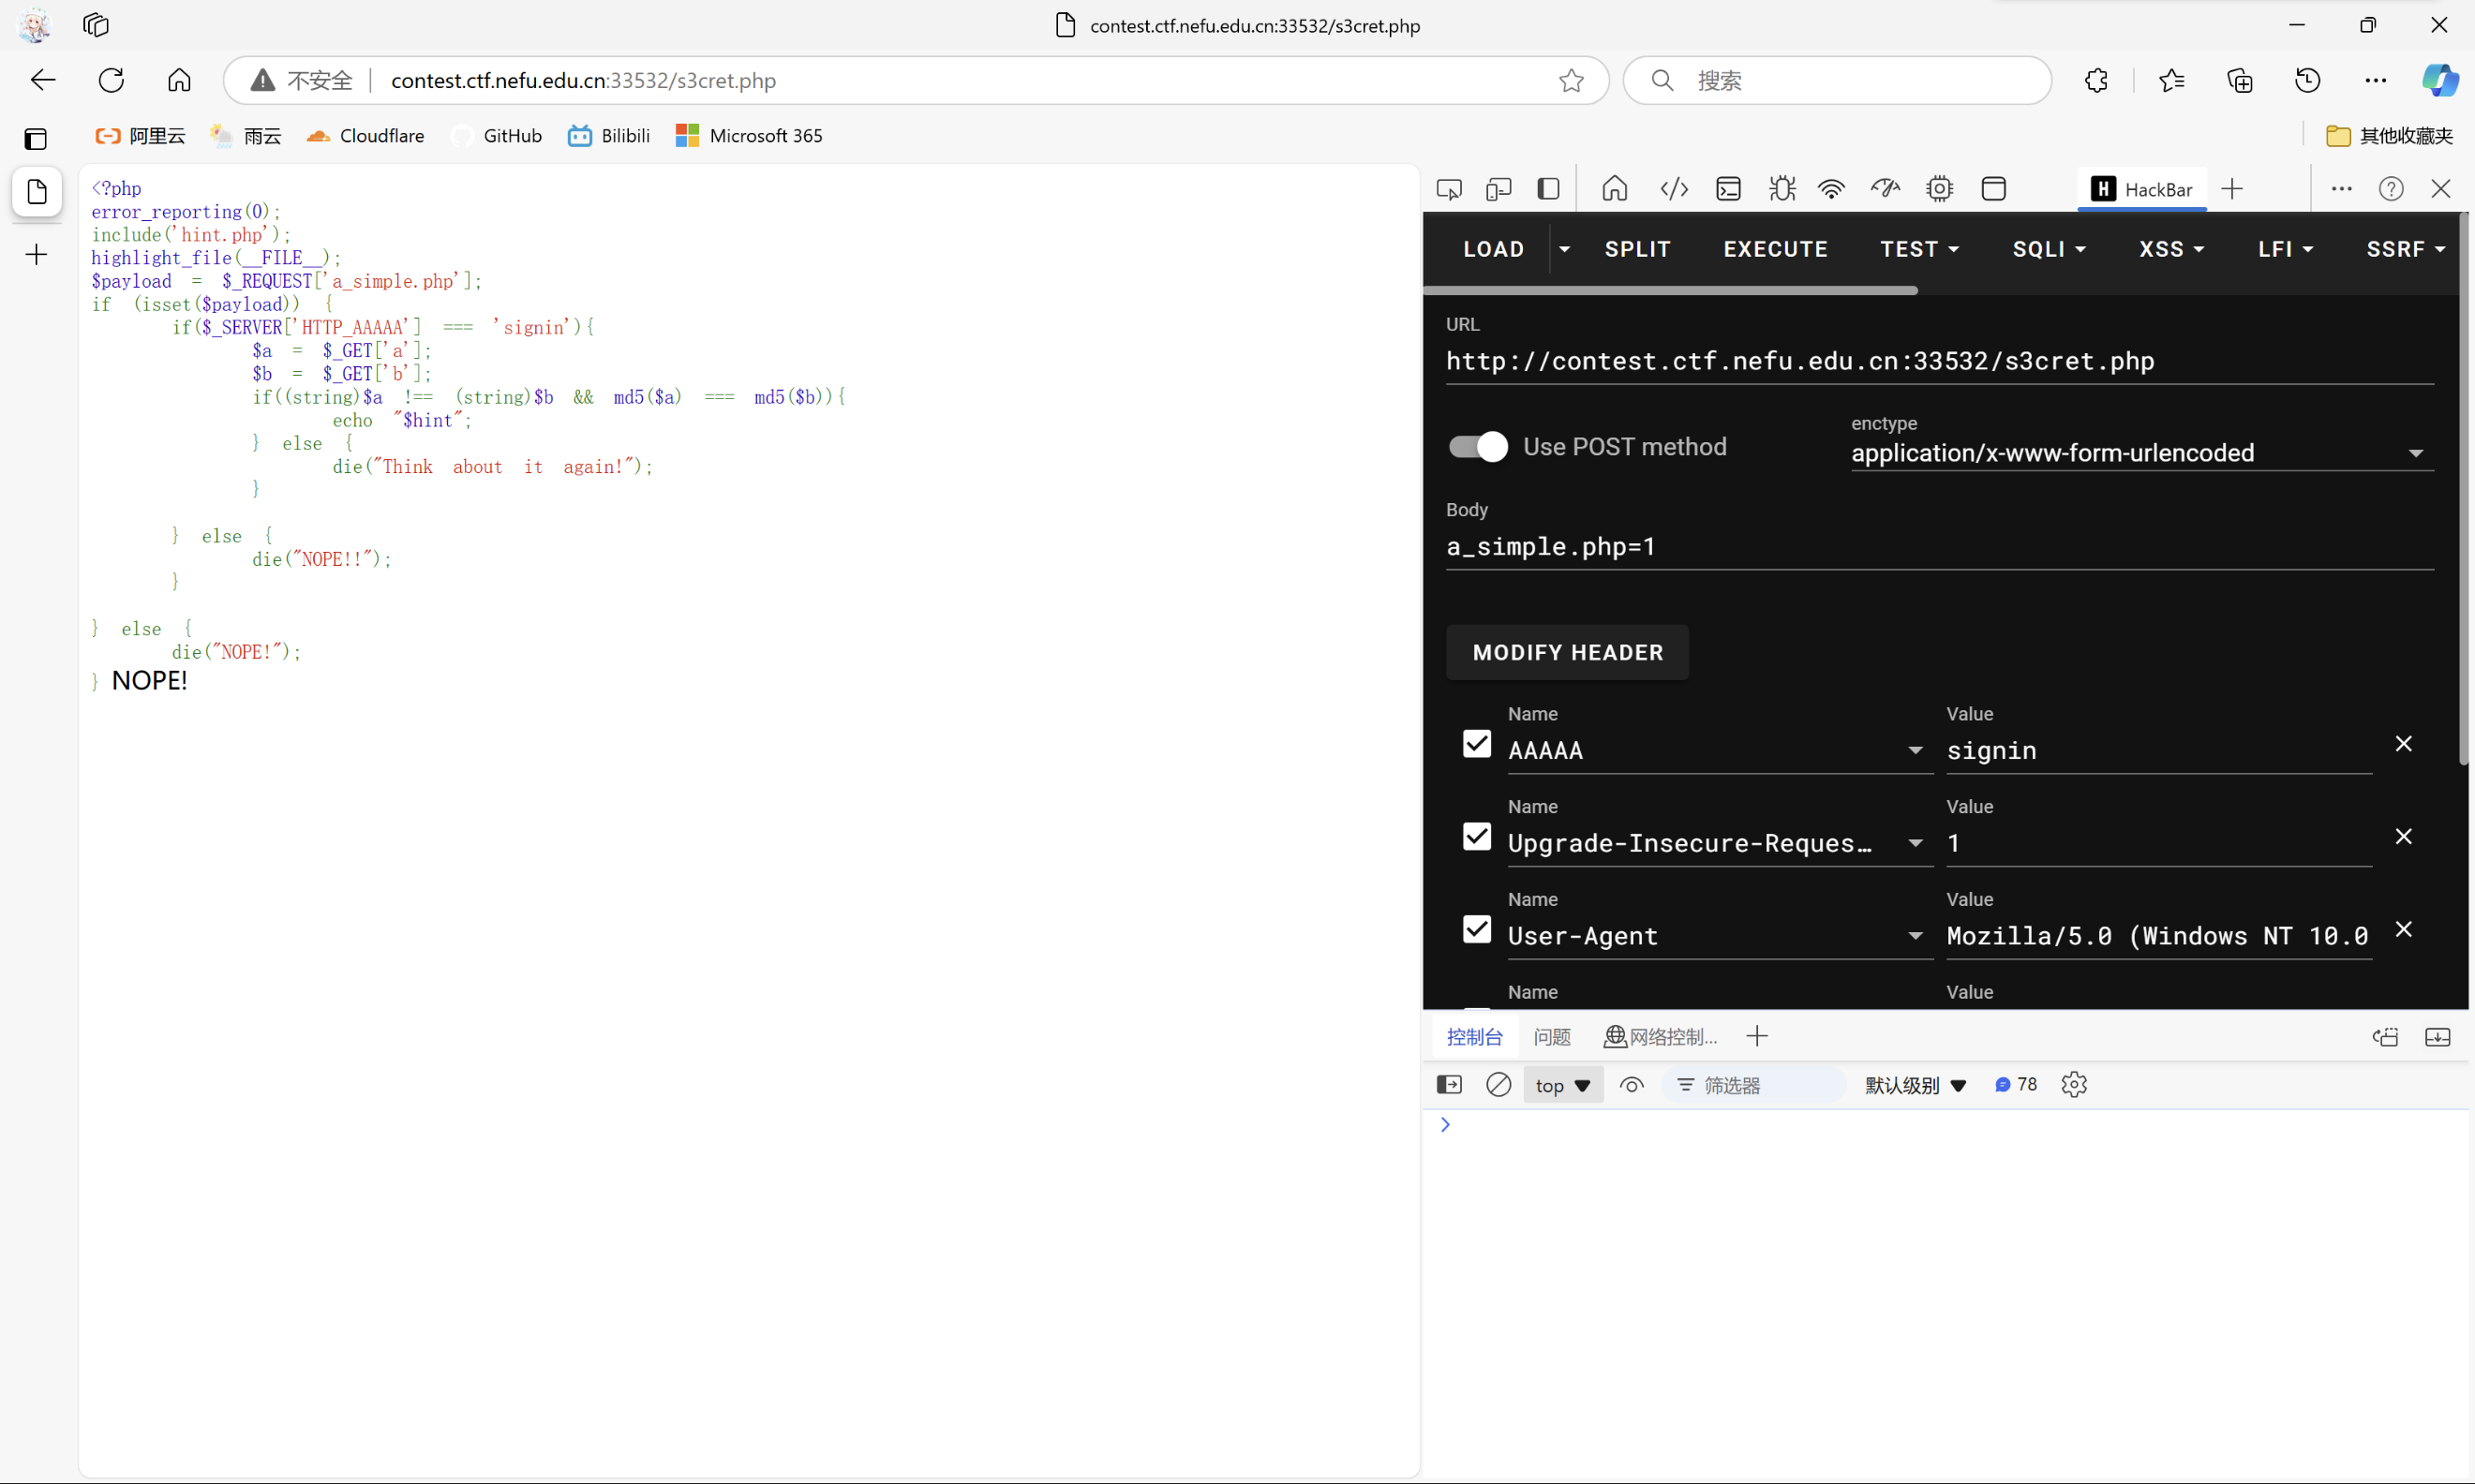 contest.ctf.nefu.edu.cn:33532/s3cret.php
不安全 contest.ctf.nefu.edu.cn:33532/s3cret.php
搜索
阿里云 雨云 Cloudflare GitHub Bilibili Microsoft 365 其他收藏夹
<?php
error_reporting(0);
include('hint.php');
highlight_file(__FILE__);
$payload = $_REQUEST['a_simple.php'];
if (isset($payload)) {
if($_SERVER['HTTP_AAAAA'] === 'signin'){
$a = $_GET['a'];
$b = $_GET['b'];
if((string)$a !== (string)$b && md5($a) === md5($b)){
echo "$hint";
} else {
die("Think about it again!");
}
} else {
die("NOPE!!");
}
} else {
die("NOPE!");
} NOPE!
H HackBar
LOAD SPLIT EXECUTE TEST SQLI XSS LFI SSRF
URL
http://contest.ctf.nefu.edu.cn:33532/s3cret.php
Use POST method
enctype
application/x-www-form-urlencoded
Body
a_simple.php=1
MODIFY HEADER
Name Value
AAAAA signin
Name Value
Upgrade-Insecure-Reques… 1
Name Value
User-Agent Mozilla/5.0 (Windows NT 10.0
Name Value
控制台 问题 网络控制...
top 筛选器 默认级别 78